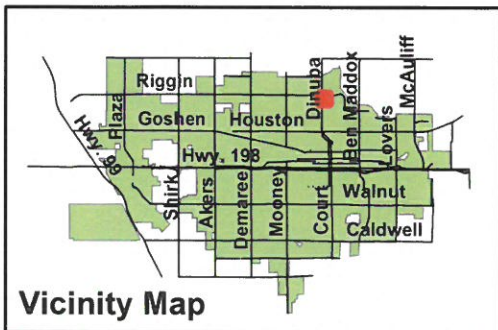 Riggin
Goshen Houston
Hwy. 198
Walnut
Caldwell
Hwy. 99
Plaza
Shirk
Akers
Demaree
Mooney
Court
Dinuba
Ben Maddox
Lovers
McAuliff
Vicinity Map